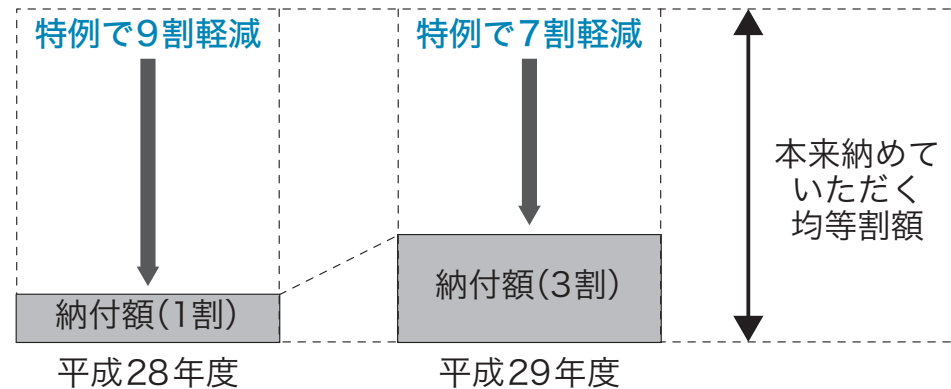 特例で9割軽減
特例で7割軽減
本来納めて
いただく
均等割額
納付額(1割)
納付額(3割)
平成28年度
平成29年度